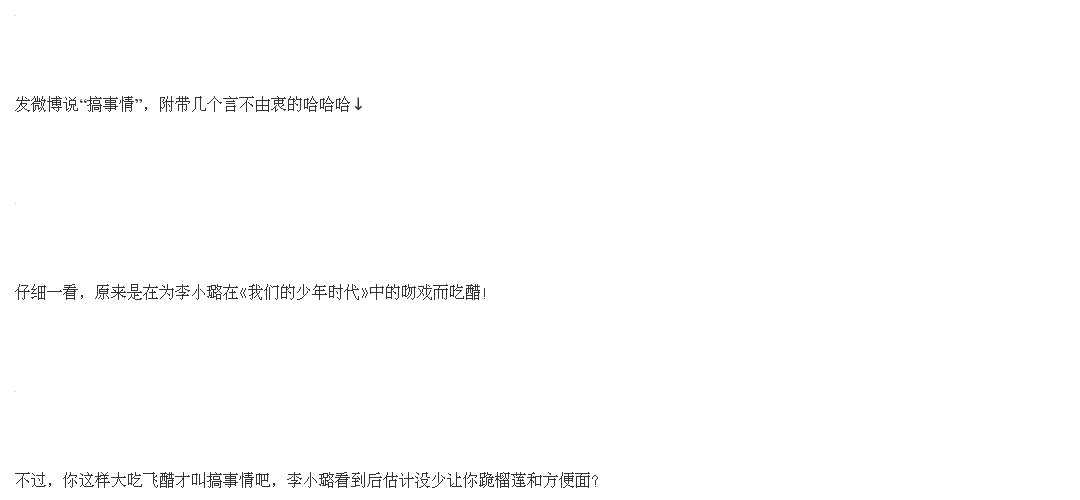 发微博说“搞事情”，附带几个言不由衷的哈哈哈↓
仔细一看，原来是在为李小璐在《我们的少年时代》中的吻戏而吃醋!
不过，你这样大吃飞醋才叫搞事情吧，李小璐看到后估计没少让你跪榴莲和方便面?